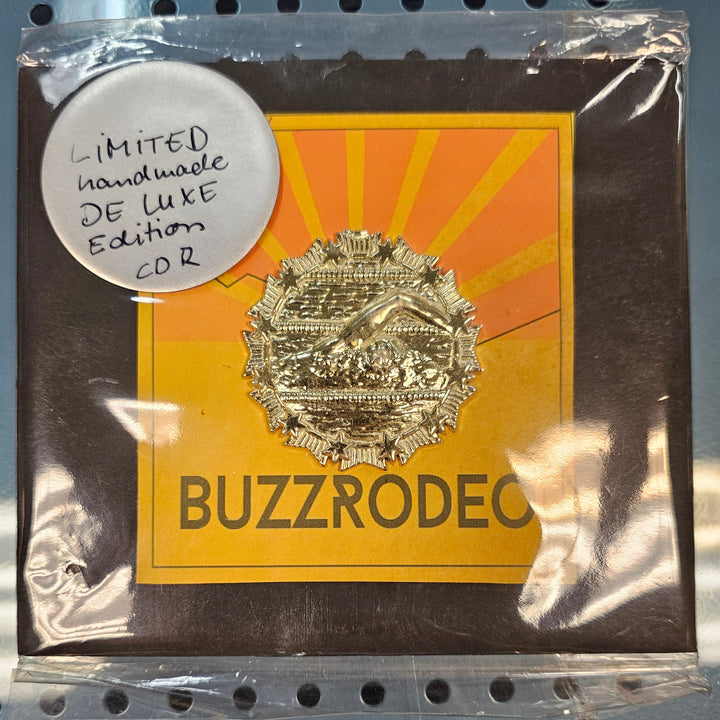 LIMITED
handmade
DE LUXE
Edition
CDR
BUZZRODEO